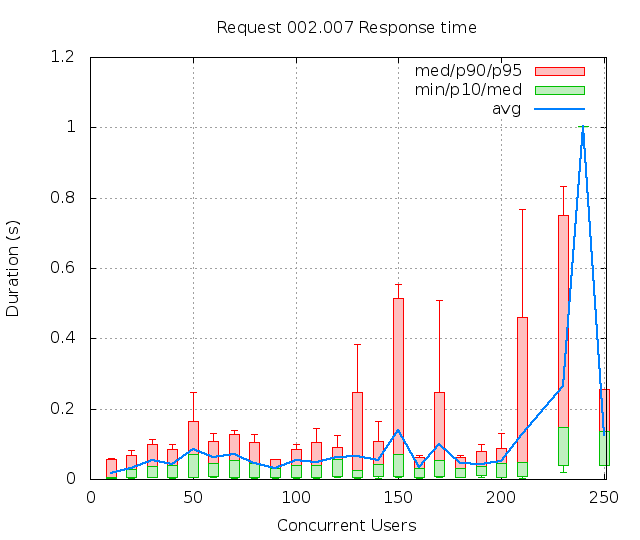 Request 002.007 Response time
1.2
1
0.8
0.6
0.4
0.2
0
Duration (s)
med/p90/p95
min/p10/med
avg
0 50 100 150 200 250
Concurrent Users